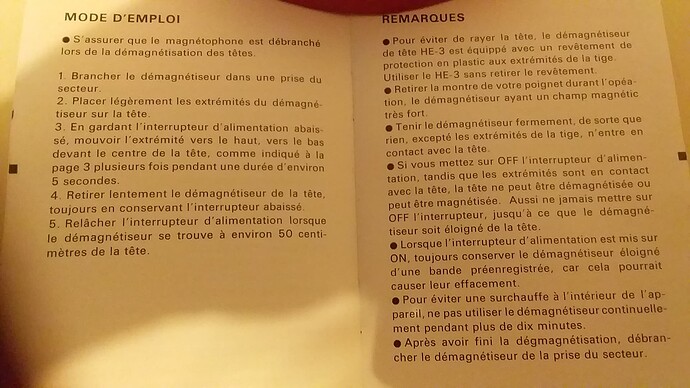 MODE D'EMPLOI
● S'assurer que le magnétophone est débranché
lors de la démagnétisation des têtes.
1. Brancher le démagnétiseur dans une prise du
secteur.
2. Placer légèrement les extrémités du démagné-
tiseur sur la tête.
3. En gardant l'interrupteur d'alimentation abais-
sé, mouvoir l'extrémité vers le haut, vers le bas
devant le centre de la tête, comme indiqué à la
page 3 plusieurs fois pendant une durée d'environ
5 secondes.
4. Retirer lentement le démagnétiseur de la tête,
toujours en conservant l'interrupteur abaissé.
5. Relâcher l'interrupteur d'alimentation lorsque
le démagnétiseur se trouve à environ 50 centi-
mètres de la tête.
REMARQUES
● Pour éviter de rayer la tête, le démagnétiseur
de tête HE-3 est équippé avec un revêtement de
protection en plastic aux extrémités de la tige.
Utiliser le HE-3 sans retirer le revêtement.
● Retirer la montre de votre poignet durant l'opéa-
tion, le démagnétiseur ayant un champ magnétic
très fort.
● Tenir le démagnétiseur fermement, de sorte que
rien, excepté les extrémités de la tige, n'entre en
contact avec la tête.
● Si vous mettez sur OFF l'interrupteur d'alimen-
tation, tandis que les extrémités sont en contact
avec la tête, la tête ne peut être démagnétisée ou
peut être magnétisée. Aussi ne jamais mettre sur
OFF l'interrupteur, jusqu'à ce que le démagné-
tiseur soit éloigné de la tête.
● Lorsque l'interrupteur d'alimentation est mis sur
ON, toujours conserver le démagnétiseur éloigné
d'une bande préenregistrée, car cela pourrait
causer leur effacement.
● Pour éviter une surchauffe à l'intérieur de l'ap-
pareil, ne pas utiliser le démagnétiseur continuelle-
ment pendant plus de dix minutes.
● Après avoir fini la dégmagnétisation, débran-
cher le démagnétiseur de la prise du secteur.